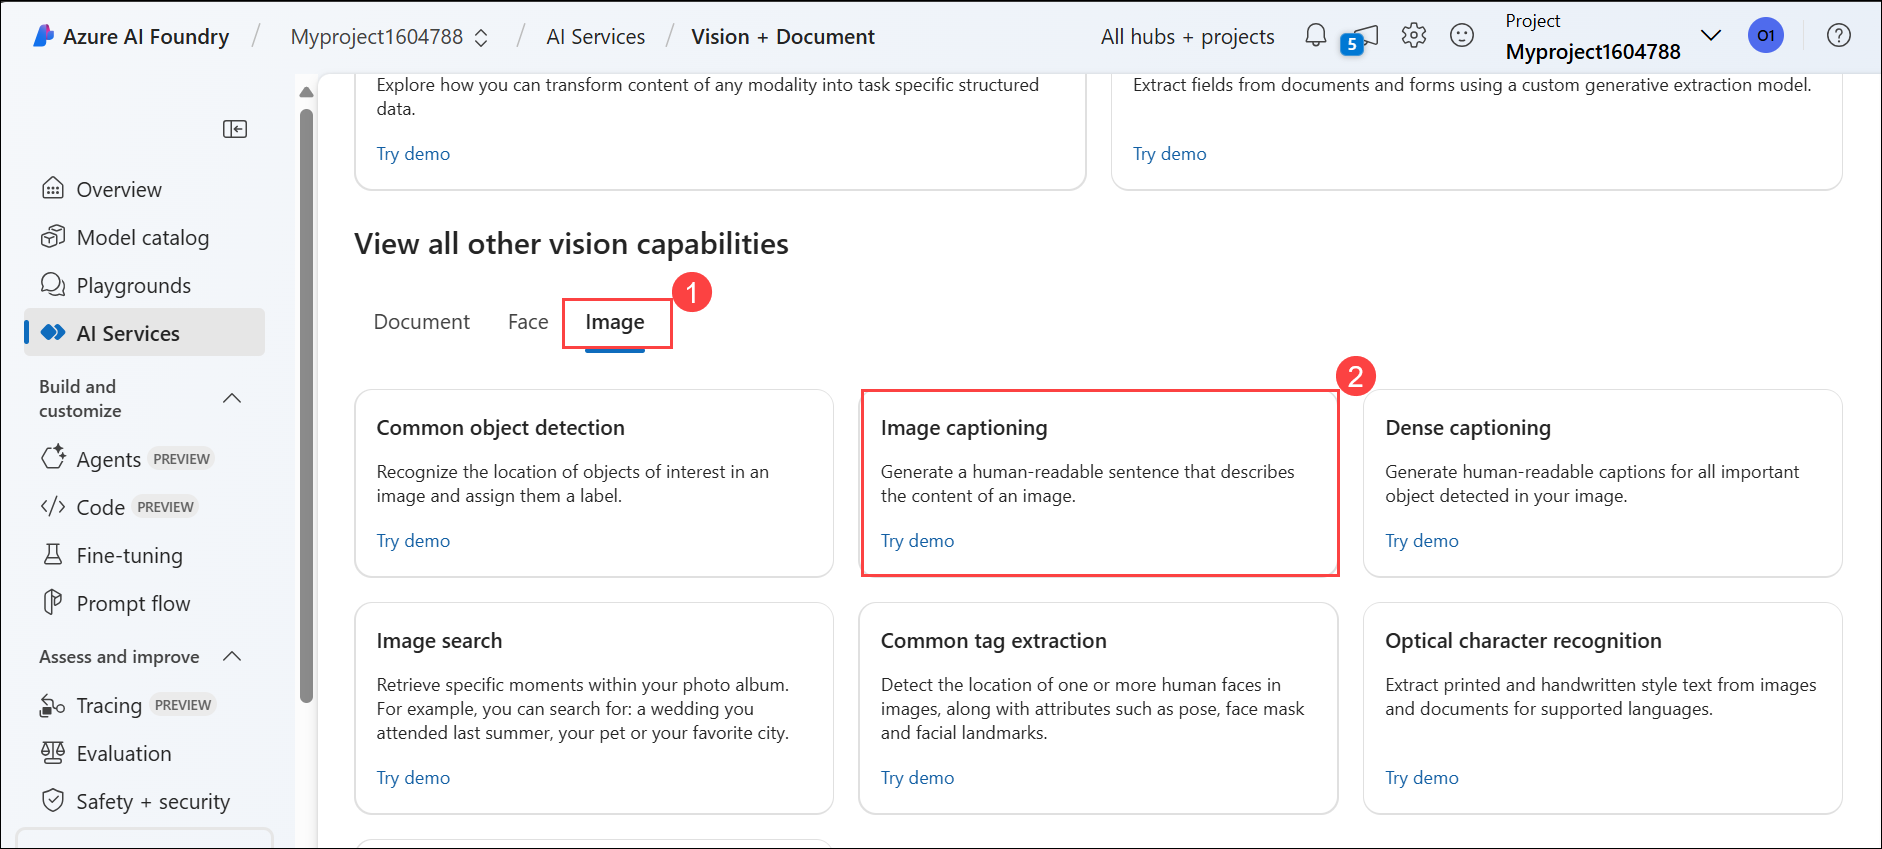 Azure AI Foundry / Myproject1604788 / AI Services / Vision + Document All hubs + projects 5 Project
Myproject1604788 O1
Overview
Model catalog
Playgrounds
AI Services
Build and
customize
Agents PREVIEW
Code PREVIEW
Fine-tuning
Prompt flow
Assess and improve
Tracing PREVIEW
Evaluation
Safety + security
Explore how you can transform content of any modality into task specific structured
data.
Try demo
Extract fields from documents and forms using a custom generative extraction model.
Try demo
View all other vision capabilities
Document Face Image 1
Common object detection
Recognize the location of objects of interest in an
image and assign them a label.
Try demo
2
Image captioning
Generate a human-readable sentence that describes
the content of an image.
Try demo
Dense captioning
Generate human-readable captions for all important
object detected in your image.
Try demo
Image search
Retrieve specific moments within your photo album.
For example, you can search for: a wedding you
attended last summer, your pet or your favorite city.
Try demo
Common tag extraction
Detect the location of one or more human faces in
images, along with attributes such as pose, face mask
and facial landmarks.
Try demo
Optical character recognition
Extract printed and handwritten style text from images
and documents for supported languages.
Try demo